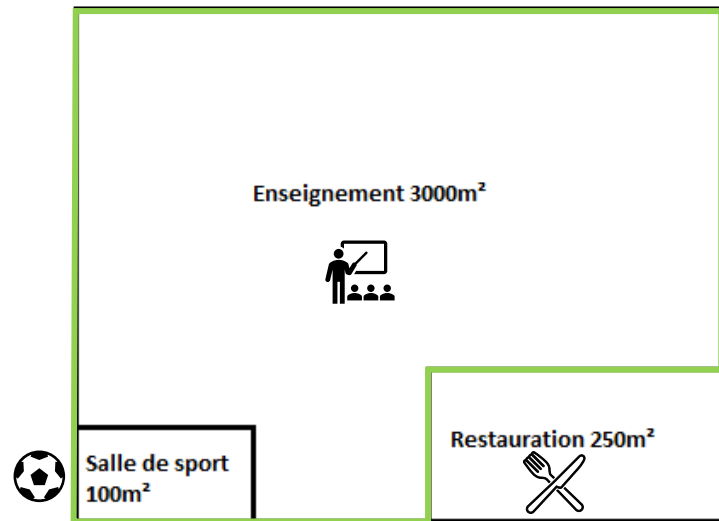 Enseignement 3000m²
Restauration 250m²
Salle de sport
100m²